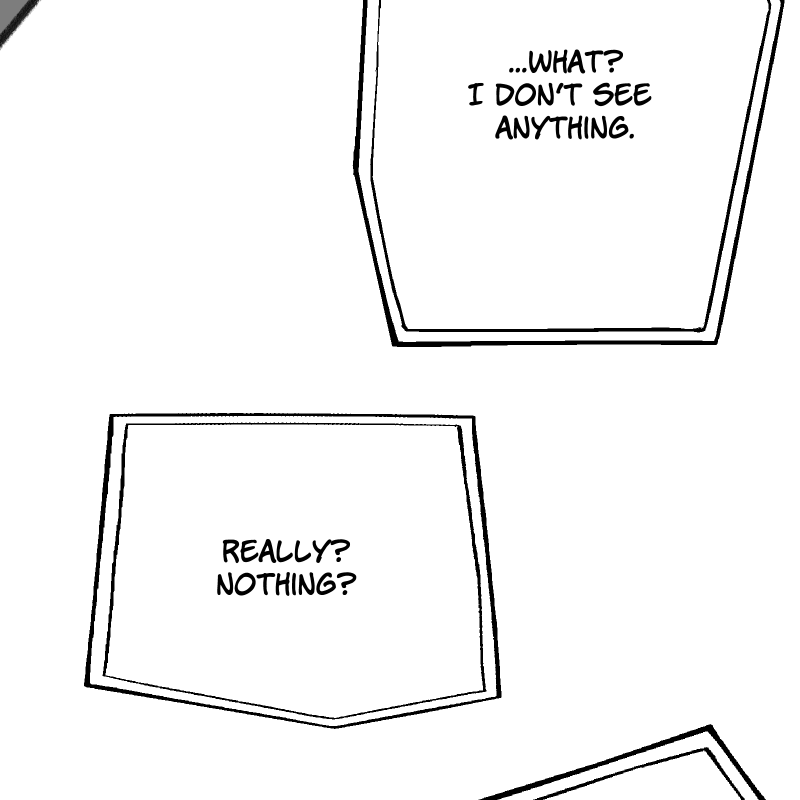 ...WHAT?
I DON'T SEE
ANYTHING.
REALLY?
NOTHING?